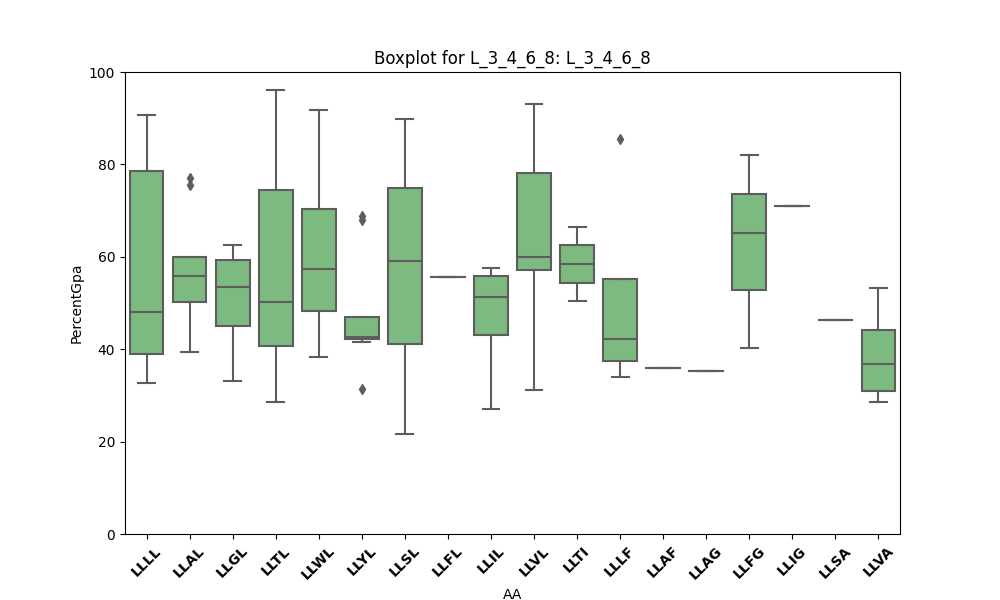 Boxplot for L_3_4_6_8: L_3_4_6_8
100
80
60
40
20
0
PercentGpa
LLLL LLAL LLGL LLTL LLWL LLYL LLSL LLFL LLIL LLVL LLTI LLLF LLAF LLAG LLFG LLIG LLSA LLVA
AA